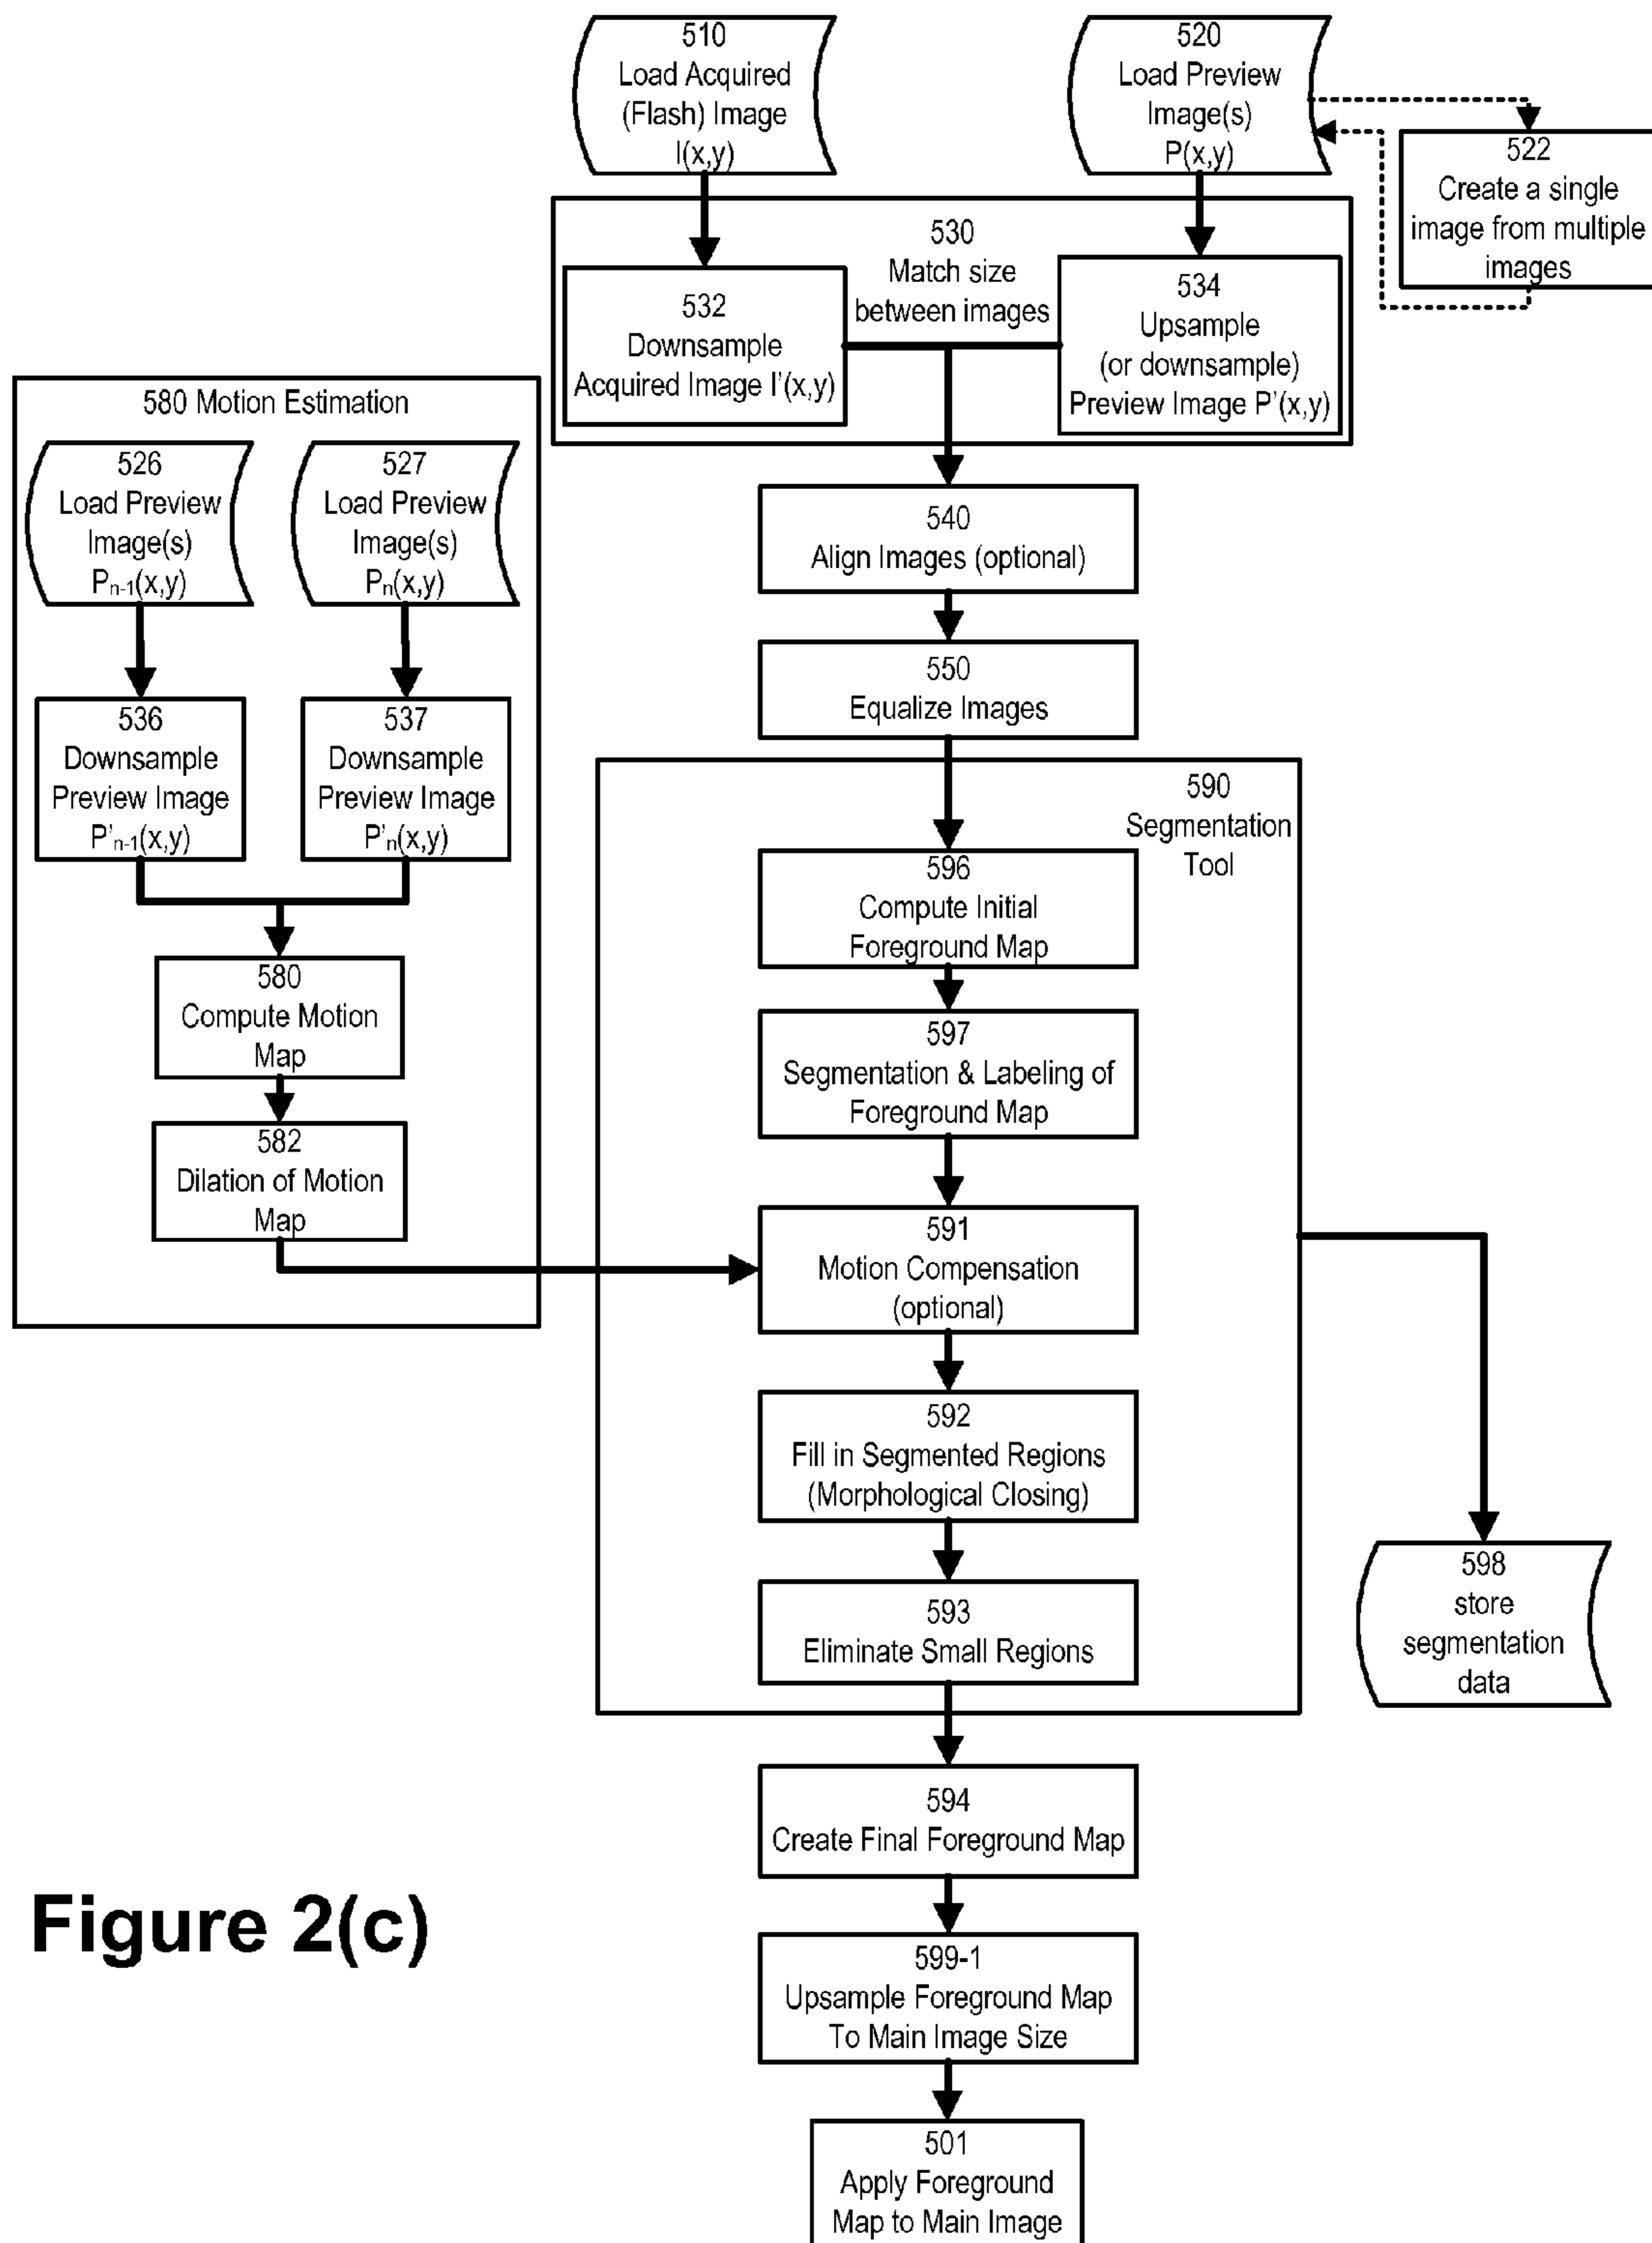 510
Load Acquired
(Flash) Image
I(x,y)
520
Load Preview
Image(s)
P(x,y)
522
Create a single
image from multiple
images
530
Match size
between images
532
Downsample
Acquired Image I'(x,y)
534
Upsample
(or downsample)
Preview Image P'(x,y)
580 Motion Estimation
526
Load Preview
Image(s)
Pn-1(x,y)
527
Load Preview
Image(s)
Pn(x,y)
536
Downsample
Preview Image
P'n-1(x,y)
537
Downsample
Preview Image
P'n(x,y)
580
Compute Motion
Map
582
Dilation of Motion
Map
540
Align Images (optional)
550
Equalize Images
590
Segmentation
Tool
596
Compute Initial
Foreground Map
597
Segmentation & Labeling of
Foreground Map
591
Motion Compensation
(optional)
592
Fill in Segmented Regions
(Morphological Closing)
593
Eliminate Small Regions
598
store
segmentation
data
594
Create Final Foreground Map
599-1
Upsample Foreground Map
To Main Image Size
501
Apply Foreground
Map to Main Image
Figure 2(c)